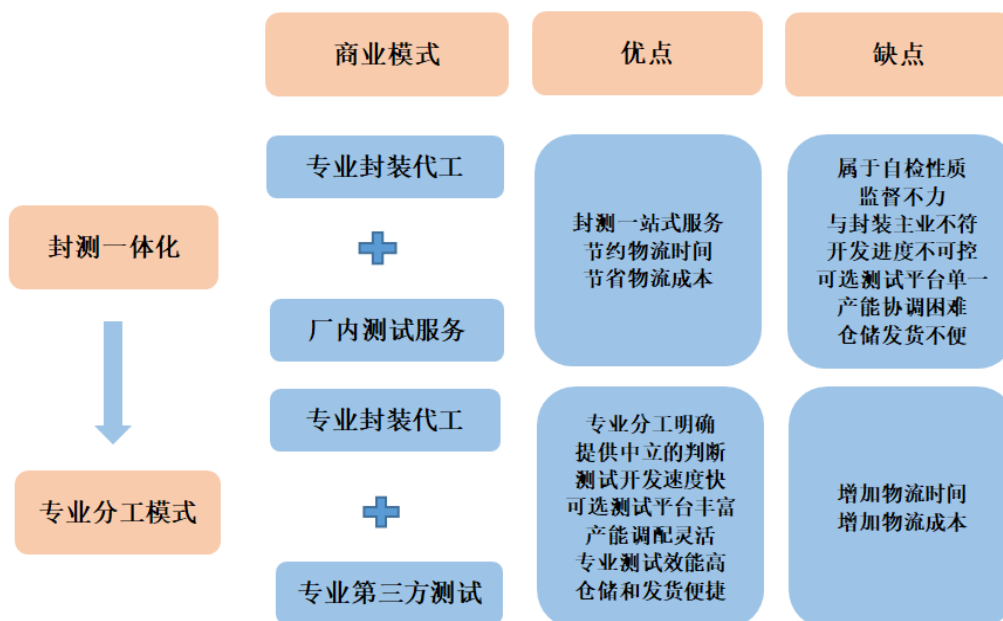 商业模式
优点
缺点
封测一体化
专业封装代工
厂内测试服务
封测一站式服务
节约物流时间
节省物流成本
属于自检性质
监督不力
与封装主业不符
开发进度不可控
可选测试平台单一
产能协调困难
仓储发货不便
专业分工模式
专业封装代工
专业第三方测试
专业分工明确
提供中立的判断
测试开发速度快
可选测试平台丰富
产能调配灵活
专业测试效能高
仓储和发货便捷
增加物流时间
增加物流成本